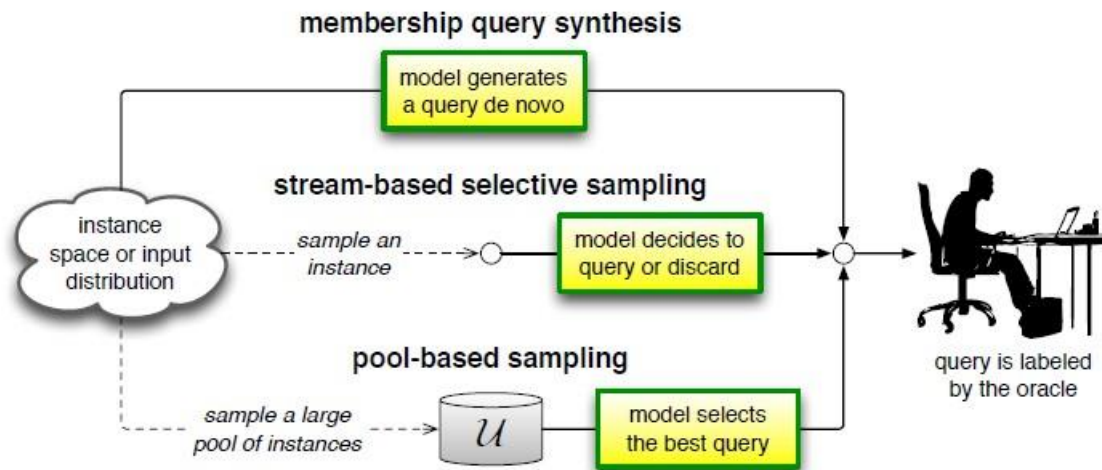 membership query synthesis
model generates
a query de novo
stream-based selective sampling
instance
space or input
distribution
sample an
instance
model decides to
query or discard
pool-based sampling
sample a large
pool of instances
U
model selects
the best query
query is labeled
by the oracle